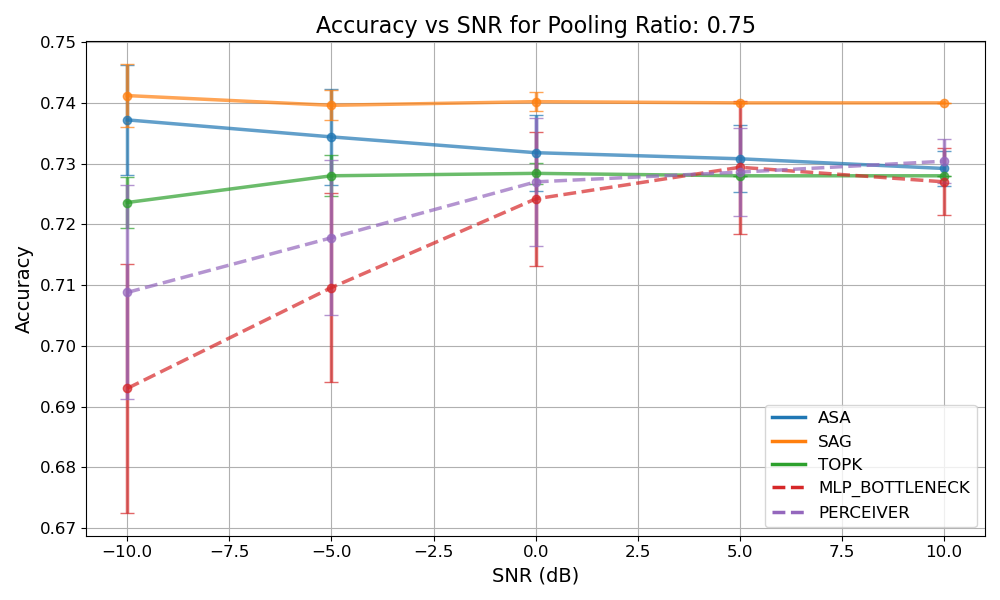 Accuracy vs SNR for Pooling Ratio: 0.75
Accuracy
0.75
0.74
0.73
0.72
0.71
0.70
0.69
0.68
0.67
ASA
SAG
TOPK
MLP_BOTTLENECK
PERCEIVER
−10.0 −7.5 −5.0 −2.5 0.0 2.5 5.0 7.5 10.0
SNR (dB)